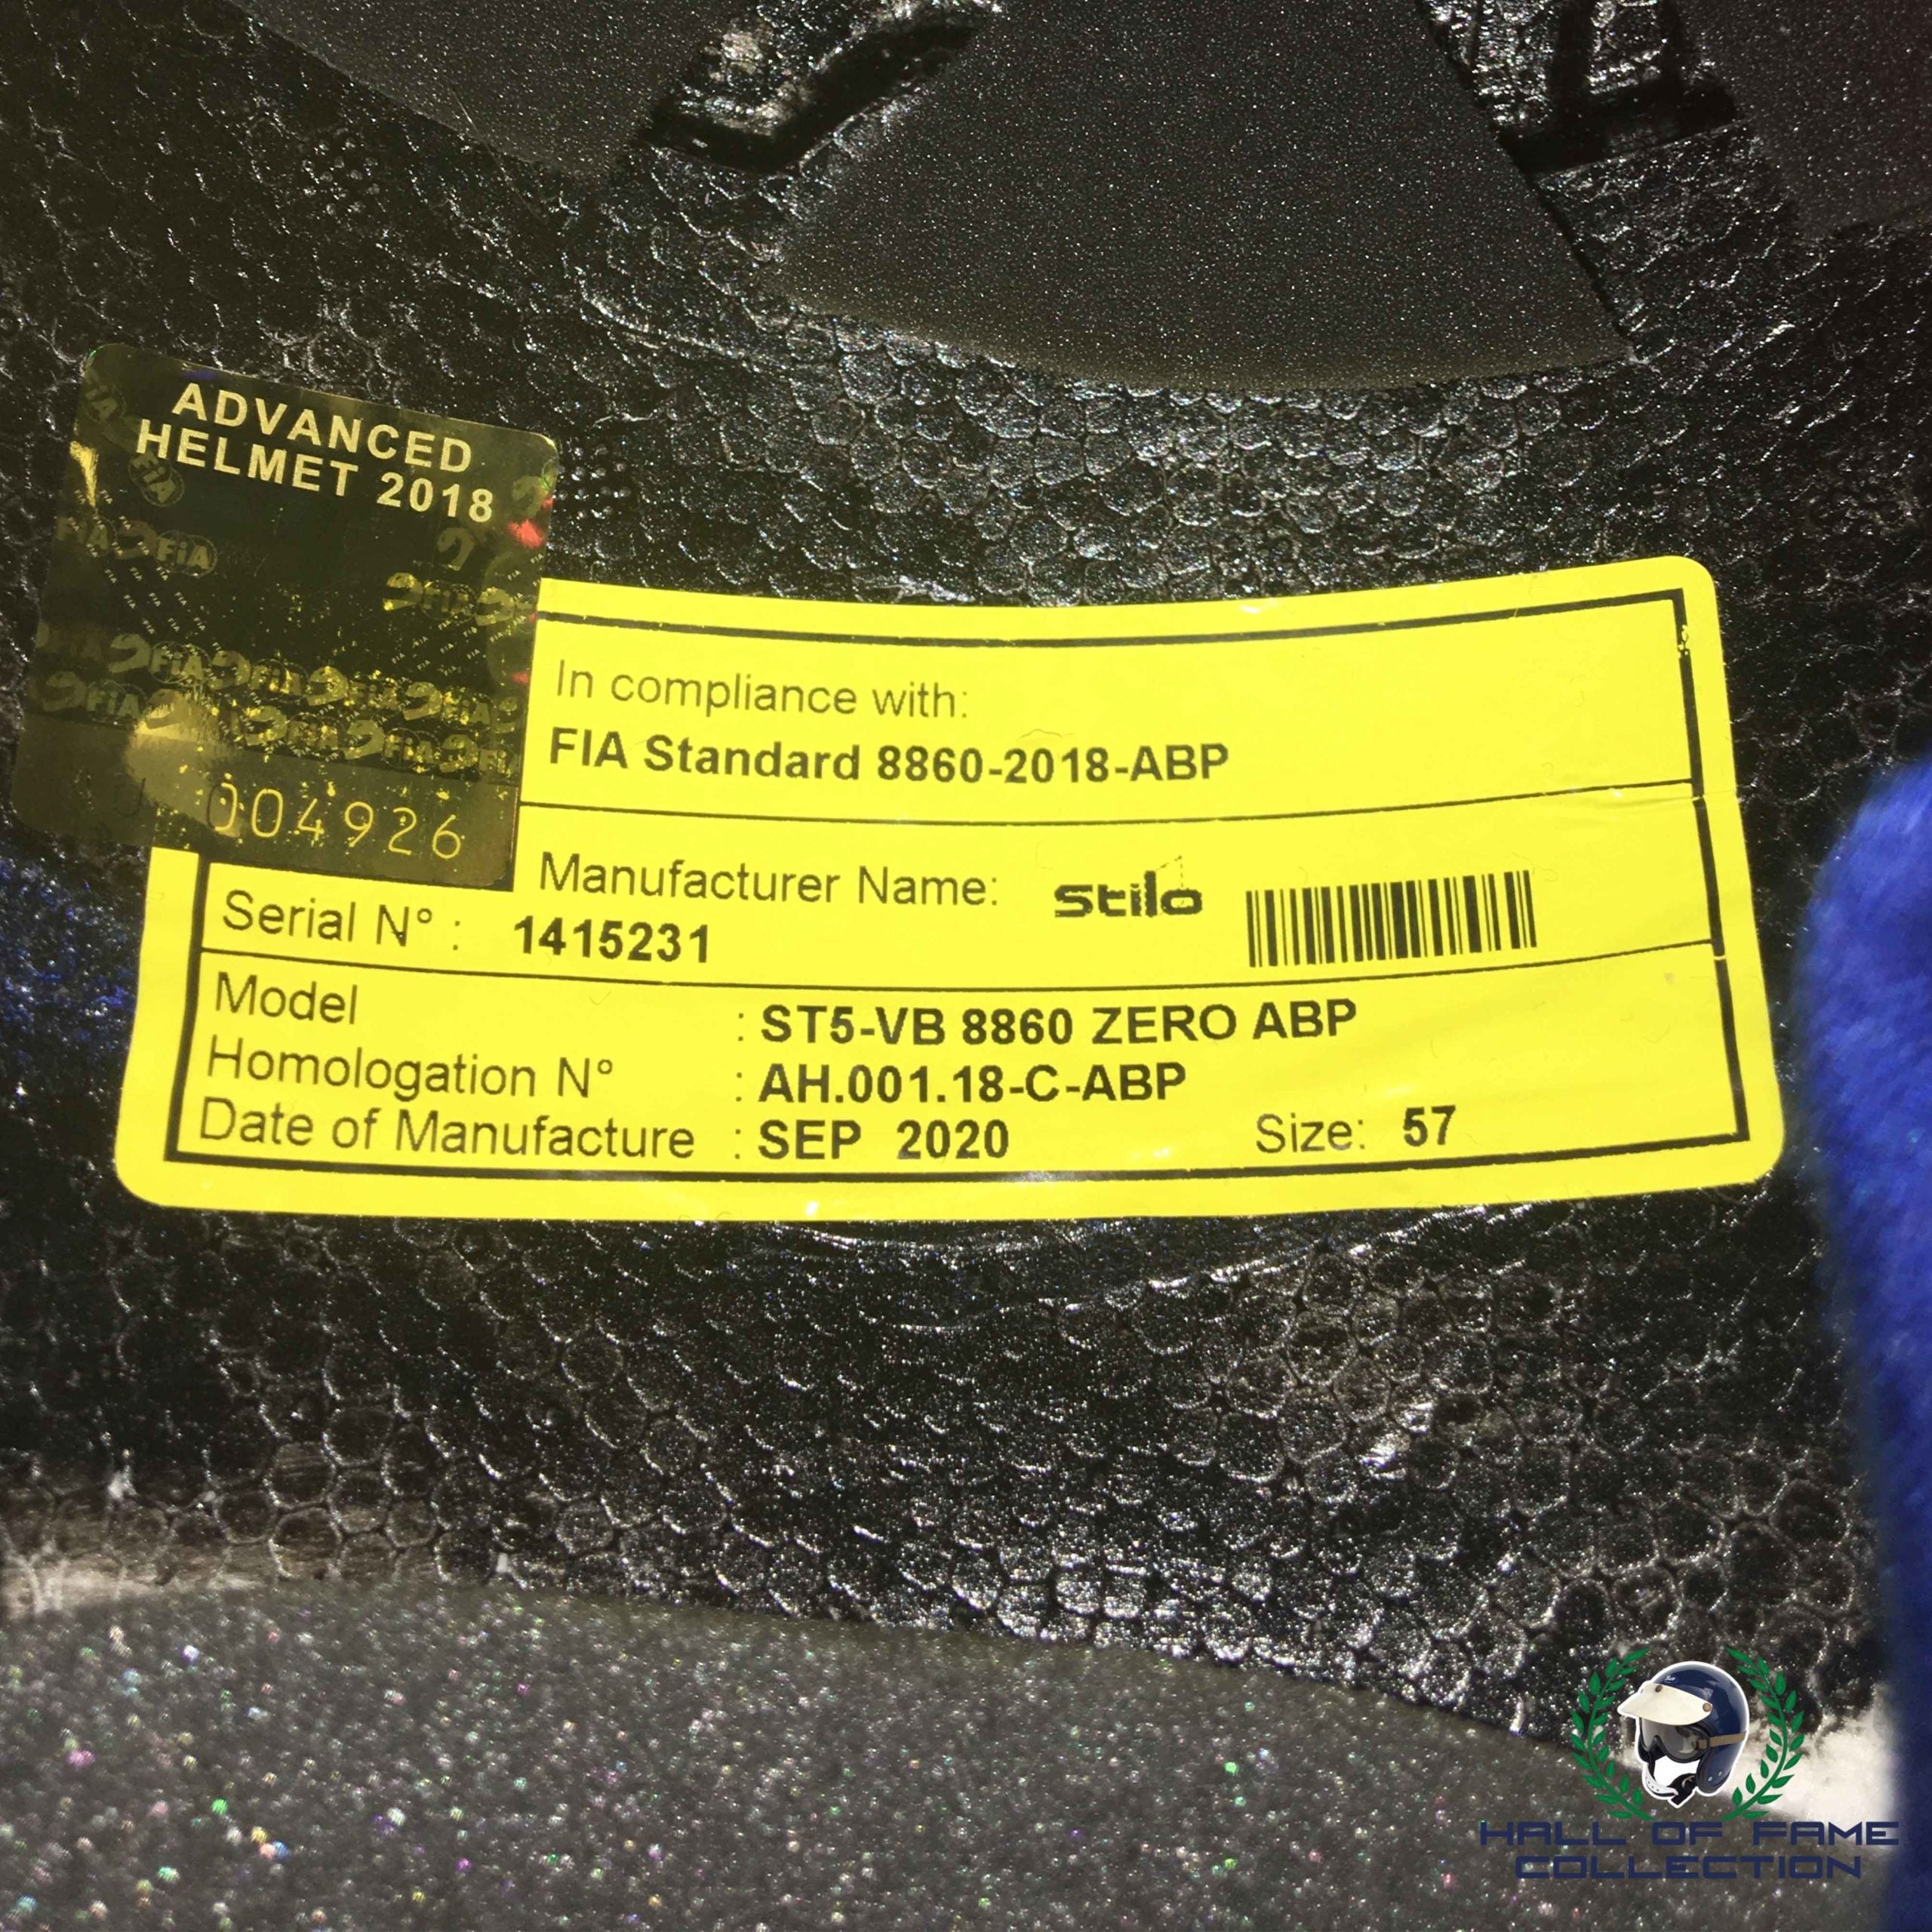 ADVANCED
HELMET 2018
FIA
004926
In compliance with:
FIA Standard 8860-2018-ABP
Manufacturer Name: Stilo
Serial N° : 1415231
Model : ST5-VB 8860 ZERO ABP
Homologation N° : AH.001.18-C-ABP
Date of Manufacture : SEP 2020 Size: 57
HALL OF FAME
COLLECTION